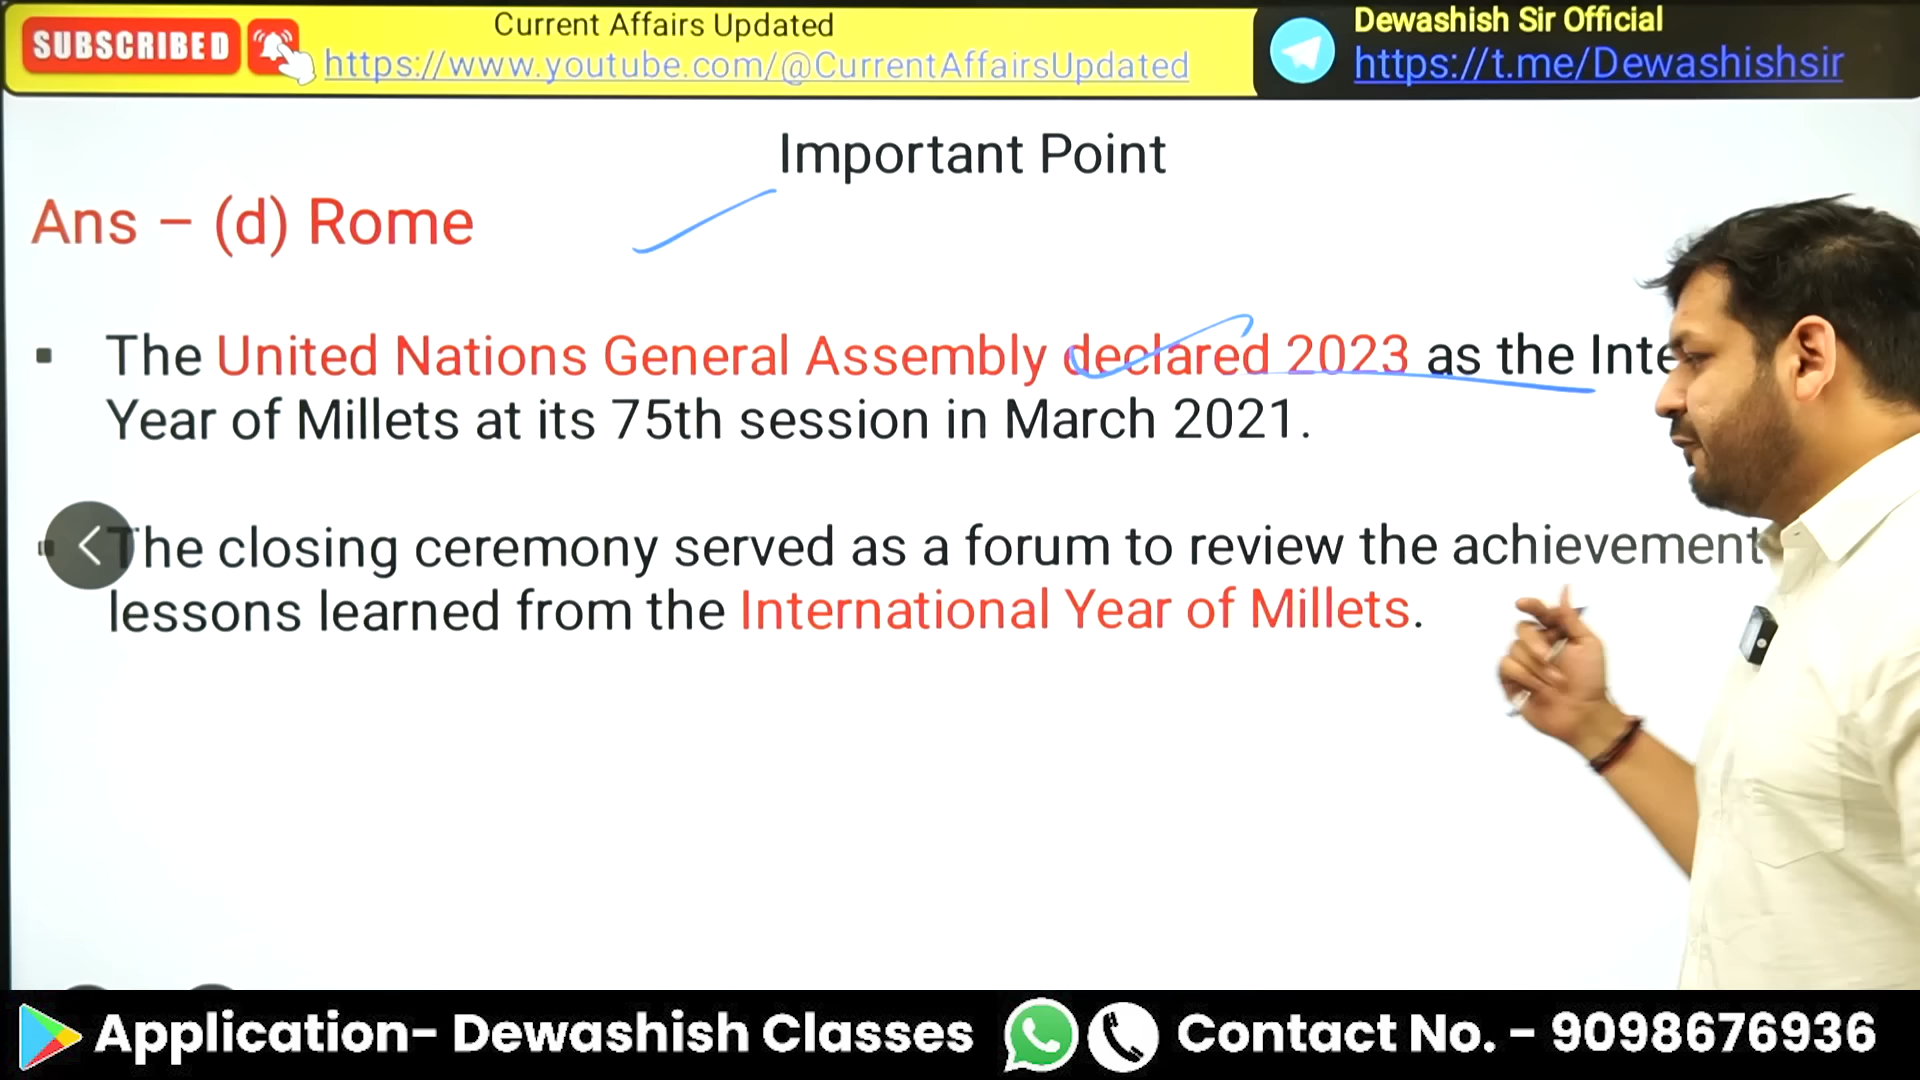 SUBSCRIBED
Current Affairs Updated
https://www.youtube.com/@CurrentAffairsUpdated
Dewashish Sir Official
https://t.me/Dewashishsir
Important Point
Ans – (d) Rome
▪ The United Nations General Assembly declared 2023 as the Inte
Year of Millets at its 75th session in March 2021.
▪ The closing ceremony served as a forum to review the achievement
lessons learned from the International Year of Millets.
Application- Dewashish Classes
Contact No. - 9098676936